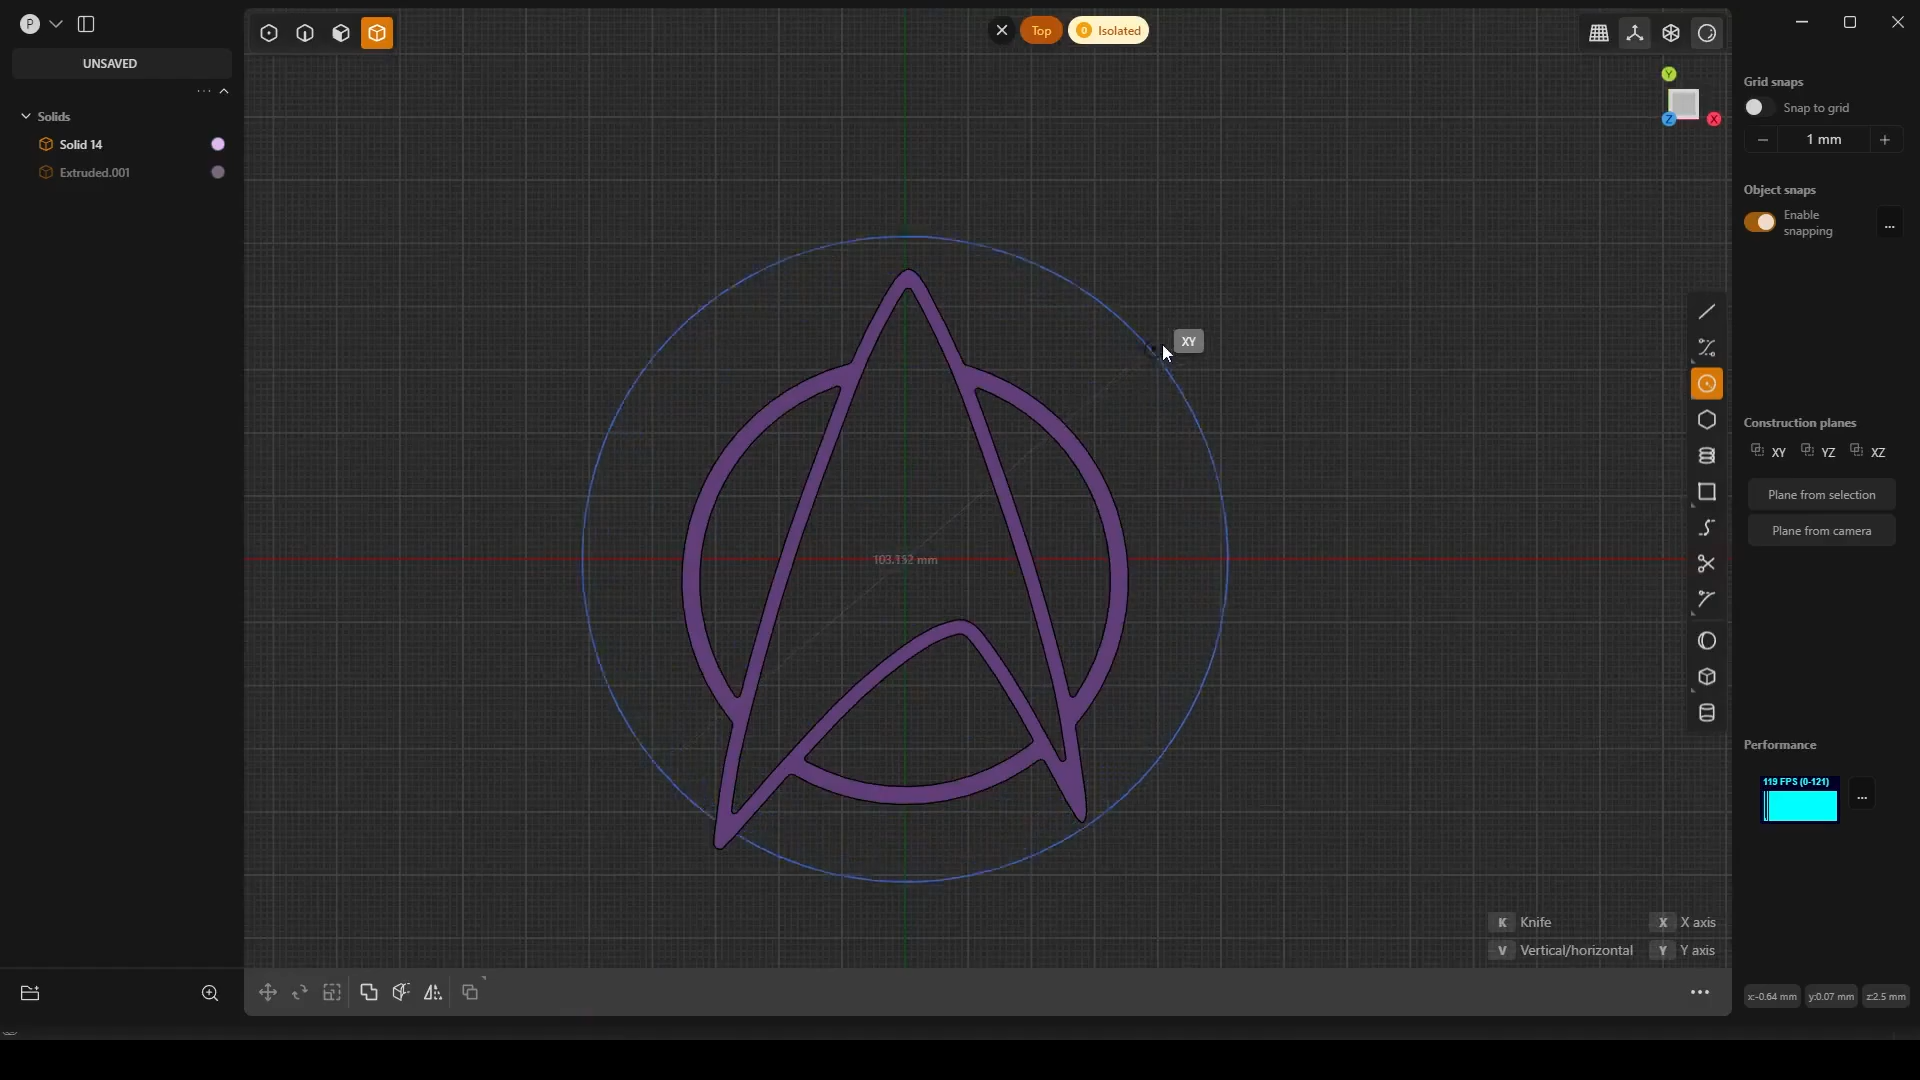 P
UNSAVED
Solids
Solid 14
Extruded.001
Top
0 Isolated
Y
Z
X
Grid snaps
Snap to grid
1 mm
Object snaps
Enable
snapping
...
XY
103.152 mm
Construction planes
XY YZ XZ
Plane from selection
Plane from camera
Performance
119 FPS (0-121)
...
K Knife X X axis
V Vertical/horizontal Y Y axis
x:-0.64 mm y:0.07 mm z:2.5 mm